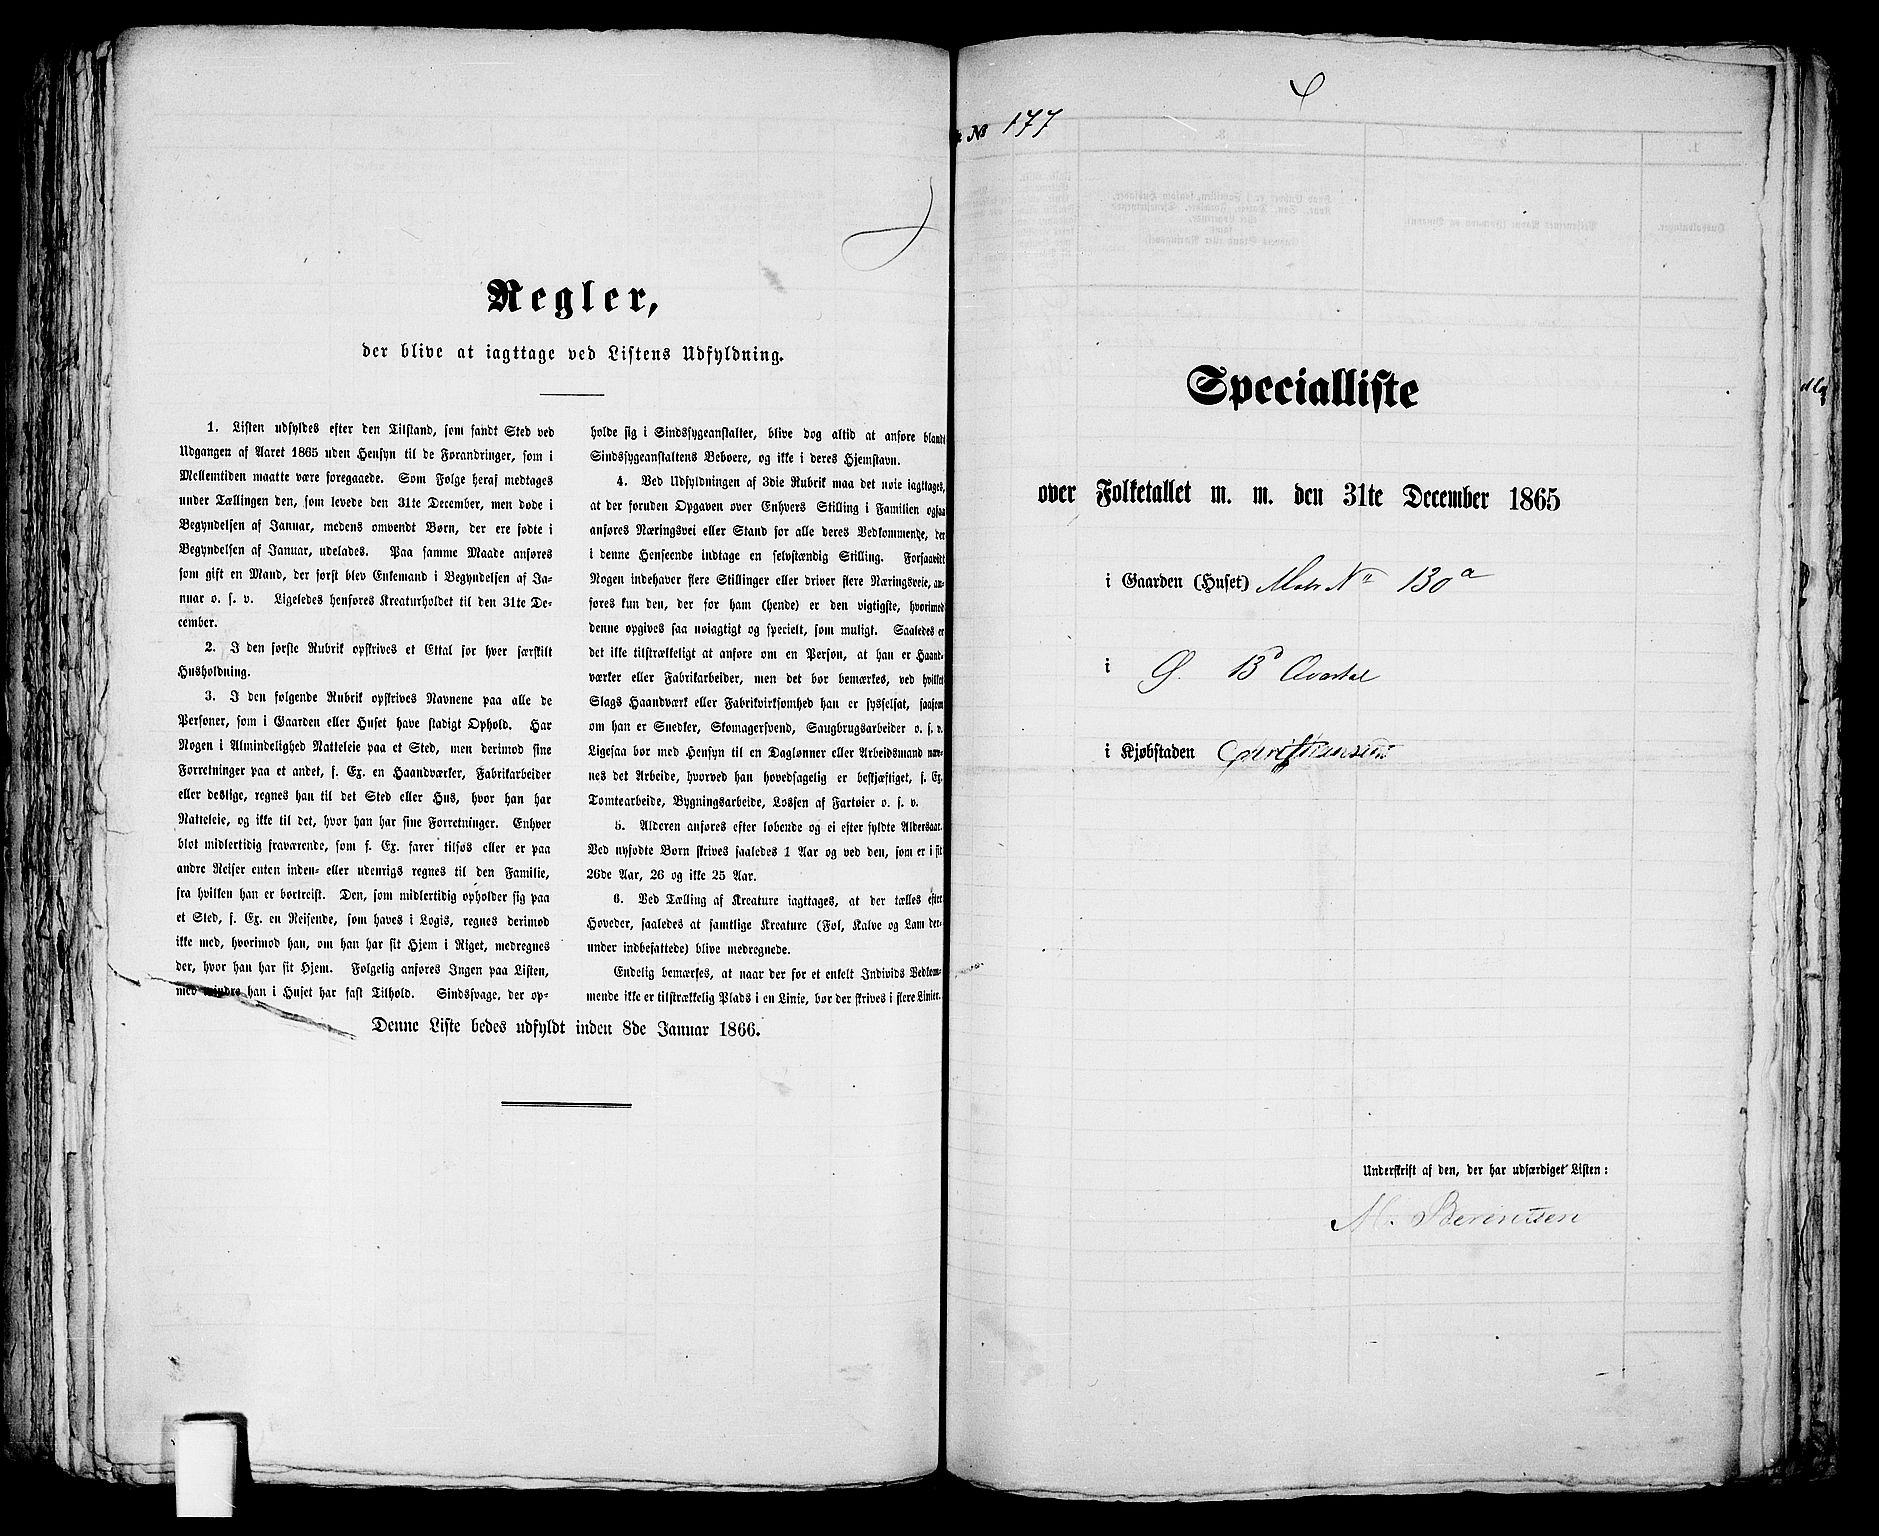 Regler,
der blive at iagttage ved Listens Udfyldning.
1. Listen udfyldes efter den Tilstand, som fandt Sted ved
Udgangen af Aaret 1865 uden Hensyn til de Forandringer, som i
Mellemtiden maatte være foregaaede. Som Følge heraf medtages
under Tællingen den, som levede den 31te December, men døde i
Begyndelsen af Januar, medens omvendt Børn, der ere fødte i
Begyndelsen af Januar, udelades. Paa samme Maade anføres
som gift en Mand, der først blev Enkemand i Begyndelsen af Ja-
nuar o. s. v. Ligeledes henføres Kreaturholdet til den 31te De-
cember.
2. I den første Rubrik opskrives et Ettal for hver særskilt
Husholdning.
3. I den følgende Rubrik opskrives Navnene paa alle de
Personer, som i Gaarden eller Huset have stadigt Ophold. Har
Nogen i Almindelighed Natteleie paa et Sted, men derimod sine
Forretninger paa et andet, f. Ex. en Haandværker, Fabrikarbeider
eller deslige, regnes han til det Sted eller Hus, hvor han har
Natteleie, og ikke til det, hvor han har sine Forretninger. Enhver
blot midlertidig fraværende, som f. Ex. farer tilsøs eller er paa
andre Reiser enten inden- eller udenrigs regnes til den Familie,
fra hvilken han er bortreist. Den, som midlertidig opholder sig paa
et Sted, f. Ex. en Reisende, som haves i Logis, regnes derimod
ikke med, hvorimod han, om han har sit Hjem i Riget, medregnes
der, hvor han har sit Hjem. Følgelig anføres Ingen paa Listen,
med mindre han i Huset har fast Tilhold. Sindssvage, der op-
holde sig i Sindssygeanstalter, blive dog altid at anføre blandt
Sindssygeanstaltens Beboere, og ikke i deres Hjemstavn.
4. Ved Udfyldningen af 3die Rubrik maa det nøie iagttages,
at der foruden Opgaven over Enhvers Stilling i Familien ogsaa
anføres Næringsvei eller Stand for alle deres Vedkommende, der
i denne Henseende indtage en selvstændig Stilling. Forsaavidt
Nogen indehaver flere Stillinger eller driver flere Næringsveie, an-
føres kun den, der for ham (hende) er den vigtigste, hvorimod
denne opgives saa nøiagtigt og specielt, som muligt. Saaledes er
det ikke tilstrækkeligt at anføre om en Person, at han er Haand-
værker eller Fabrikarbeider, men det bør bemærkes, ved hvilket
Slags Haandværk eller Fabrikvirksomhed han er sysselsat, saasom
om han er Snedker, Skomagersvend, Saugbrugsarbeider o. s. v.
Ligesaa bør med Hensyn til en Daglønner eller Arbeidsmand næv-
nes det Arbeide, hvorved han hovedsagelig er beskjæftiget, f. Ex.
Tomtearbeide, Bygningsarbeide, Lossen af Fartøier o. s. v.
5. Alderen anføres efter løbende og ei efter fyldte Aldersaar.
Ved nyfødte Børn skrives saaledes 1 Aar og ved den, som er i sit
26de Aar, 26 og ikke 25 Aar.
6. Ved Tælling af Kreature iagttages, at der tælles efter
Hoveder, saaledes at samtlige Kreature (Føl, Kalve og Lam der-
under indbefattede) blive medregnede.
Endelig bemærkes, at naar der for et enkelt Individs Vedkom-
mende ikke er tilstrækkelig Plads i en Linie, bør der skrives i flere Linier.
Denne Liste bedes udfyldt inden 8de Januar 1866.
No 177
Specialliste
over Folketallet m. m. den 31te December 1865
i Gaarden (Huset) Matr No 130a
i Ø. 13d Qvartal
i Kjøbstaden Christiansund
Underskrift af den, der har udfærdiget Listen:
M. Berentsen